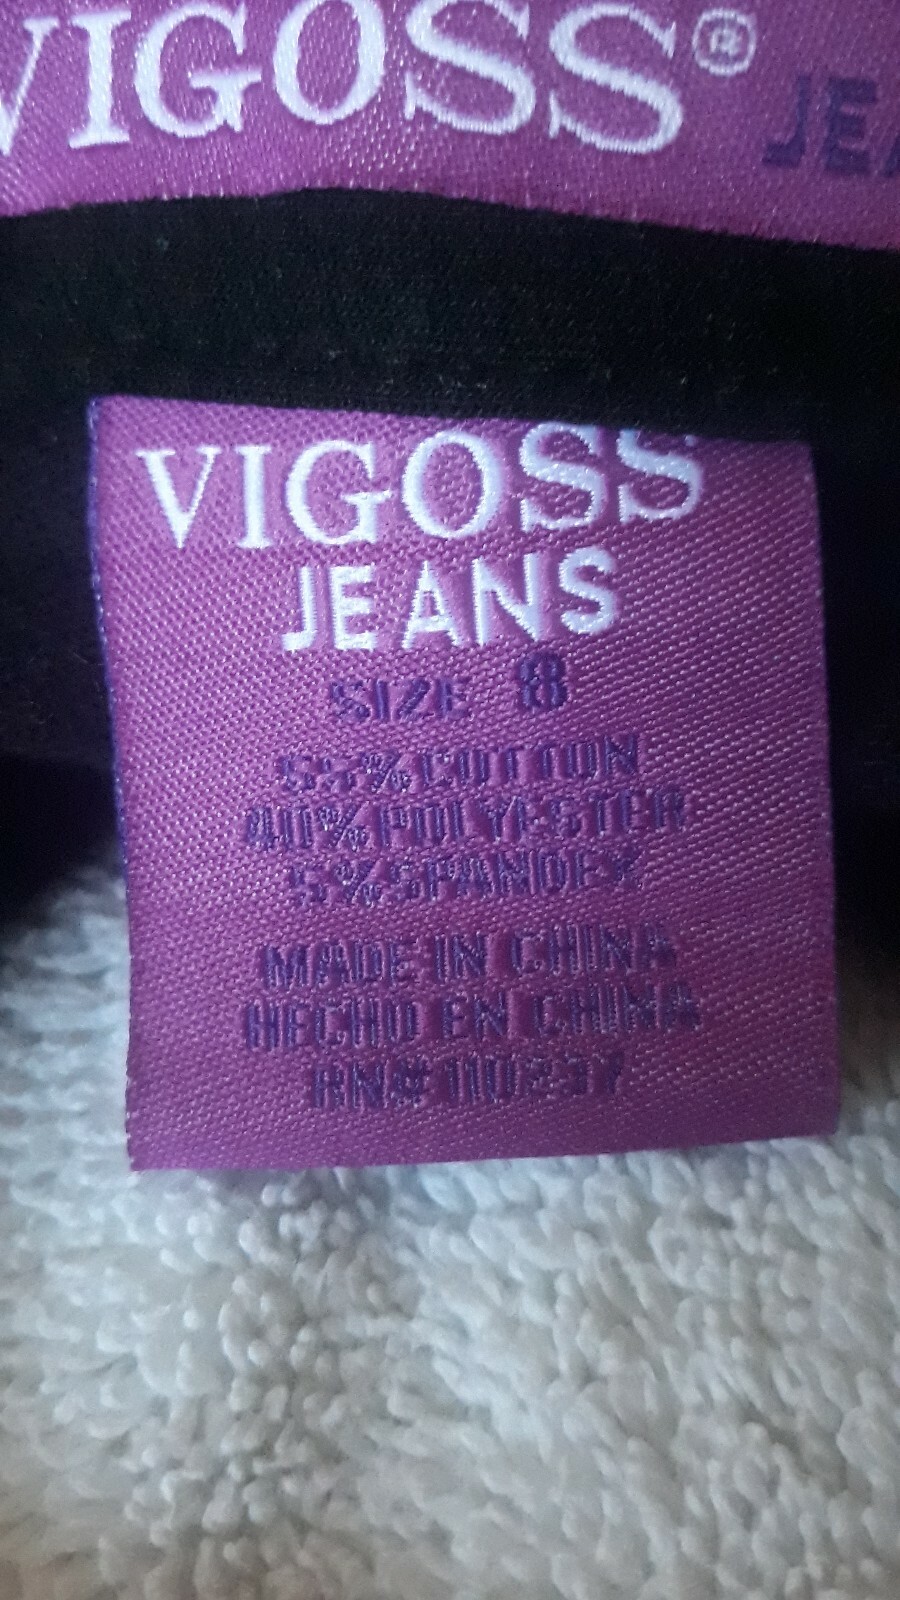 VIGOSS® JEA
VIGOSS
JEANS
SIZE 8
55% COTTON
40% POLYESTER
5% SPANDEX
MADE IN CHINA
HECHO EN CHINA
RN# 110237